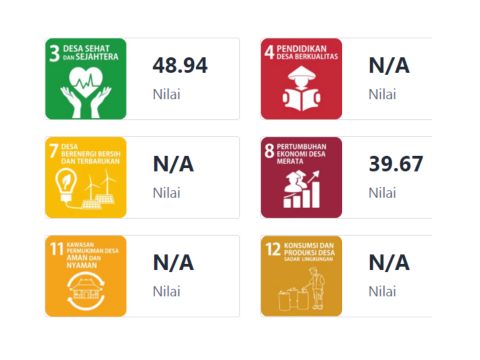 3 DESA SEHAT
DAN SEJAHTERA
48.94
Nilai
4 PENDIDIKAN
DESA BERKUALITAS
N/A
Nilai
7 DESA
BERENERGI BERSIH
DAN TERBARUKAN
N/A
Nilai
8 PERTUMBUHAN
EKONOMI DESA
MERATA
39.67
Nilai
11 KAWASAN
PERMUKIMAN DESA
AMAN DAN
NYAMAN
N/A
Nilai
12 KONSUMSI DAN
PRODUKSI DESA
SADAR LINGKUNGAN
N/A
Nilai